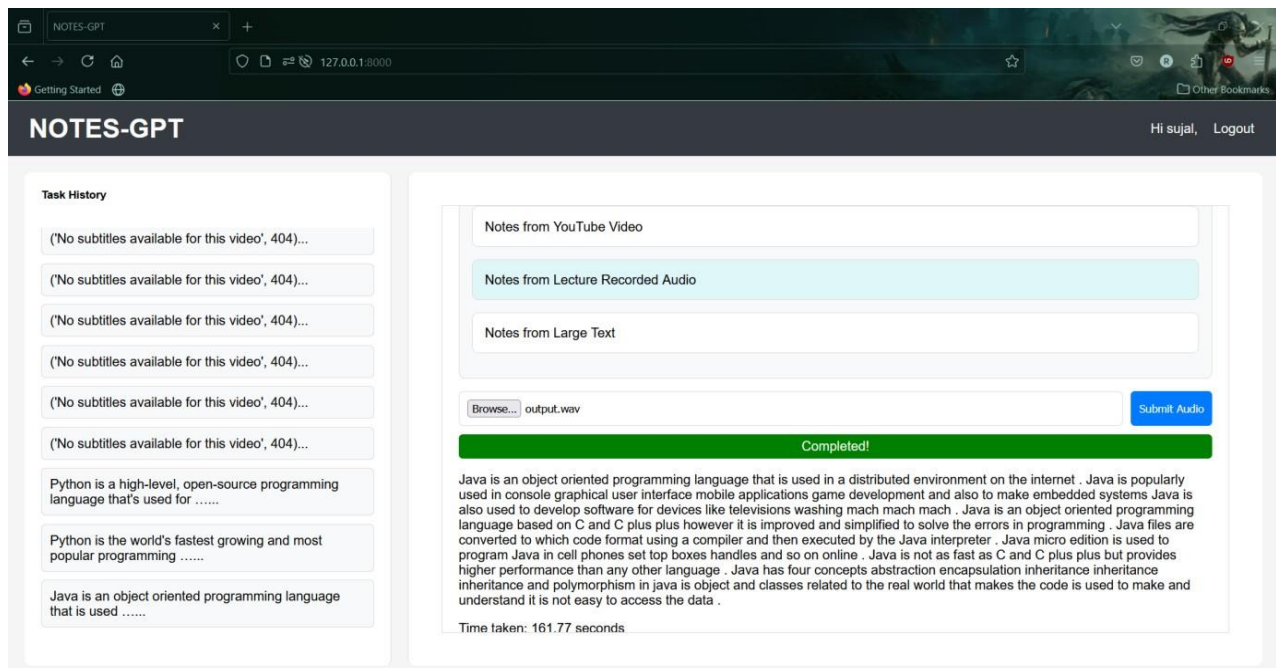 NOTES-GPT
127.0.0.1:8000
Getting Started
Other Bookmarks
NOTES-GPT
Hi sujal, Logout
Task History
('No subtitles available for this video', 404)...
('No subtitles available for this video', 404)...
('No subtitles available for this video', 404)...
('No subtitles available for this video', 404)...
('No subtitles available for this video', 404)...
('No subtitles available for this video', 404)...
Python is a high-level, open-source programming
language that's used for …...
Python is the world's fastest growing and most
popular programming …...
Java is an object oriented programming language
that is used …...
Notes from YouTube Video
Notes from Lecture Recorded Audio
Notes from Large Text
Browse... output.wav
Submit Audio
Completed!
Java is an object oriented programming language that is used in a distributed environment on the internet . Java is popularly
used in console graphical user interface mobile applications game development and also to make embedded systems Java is
also used to develop software for devices like televisions washing mach mach mach . Java is an object oriented programming
language based on C and C plus plus however it is improved and simplified to solve the errors in programming . Java files are
converted to which code format using a compiler and then executed by the Java interpreter . Java micro edition is used to
program Java in cell phones set top boxes handles and so on online . Java is not as fast as C and C plus plus but provides
higher performance than any other language . Java has four concepts abstraction encapsulation inheritance inheritance
inheritance and polymorphism in java is object and classes related to the real world that makes the code is used to make and
understand it is not easy to access the data .
Time taken: 161.77 seconds